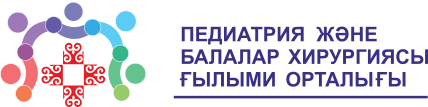 ПЕДИАТРИЯ ЖӘНЕ
БАЛАЛАР ХИРУРГИЯСЫ
ҒЫЛЫМИ ОРТАЛЫҒЫ